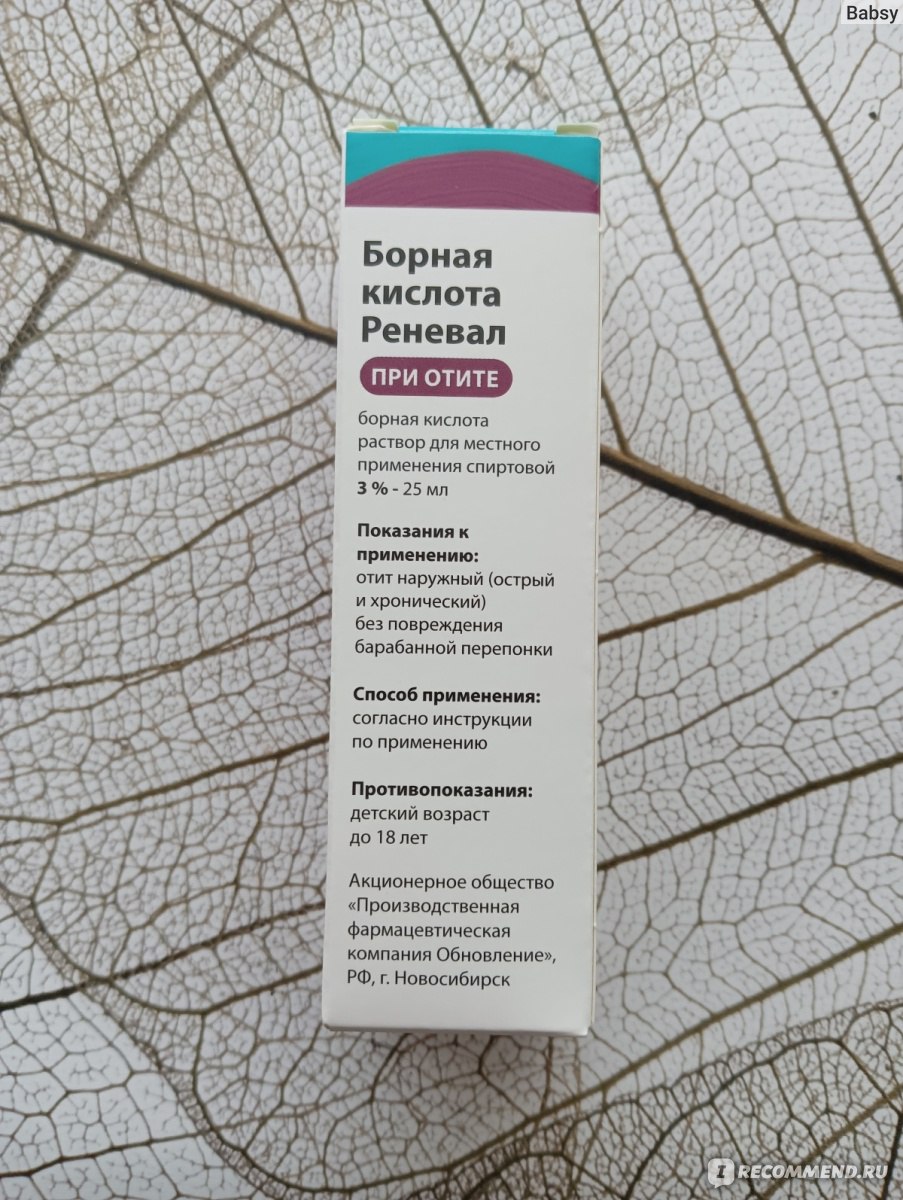 Babsy
Борная
кислота
Реневал
ПРИ ОТИТЕ
борная кислота
раствор для местного
применения спиртовой
3 % - 25 мл
Показания к
применению:
отит наружный (острый
и хронический)
без повреждения
барабанной перепонки
Способ применения:
согласно инструкции
по применению
Противопоказания:
детский возраст
до 18 лет
Акционерное общество
«Производственная
фармацевтическая
компания Обновление»,
РФ, г. Новосибирск
I RECOMMEND.RU